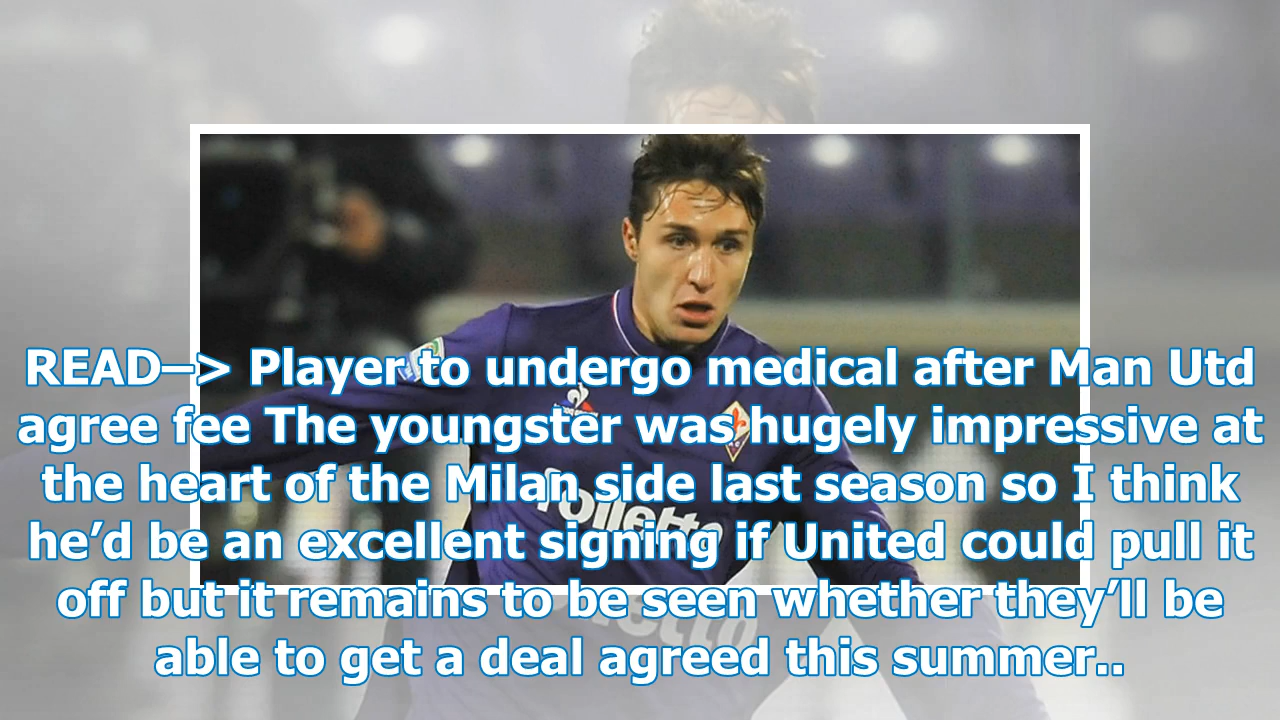 READ–> Player to undergo medical after Man Utd
agree fee The youngster was hugely impressive at
the heart of the Milan side last season so I think
he’d be an excellent signing if United could pull it
off but it remains to be seen whether they’ll be
able to get a deal agreed this summer..